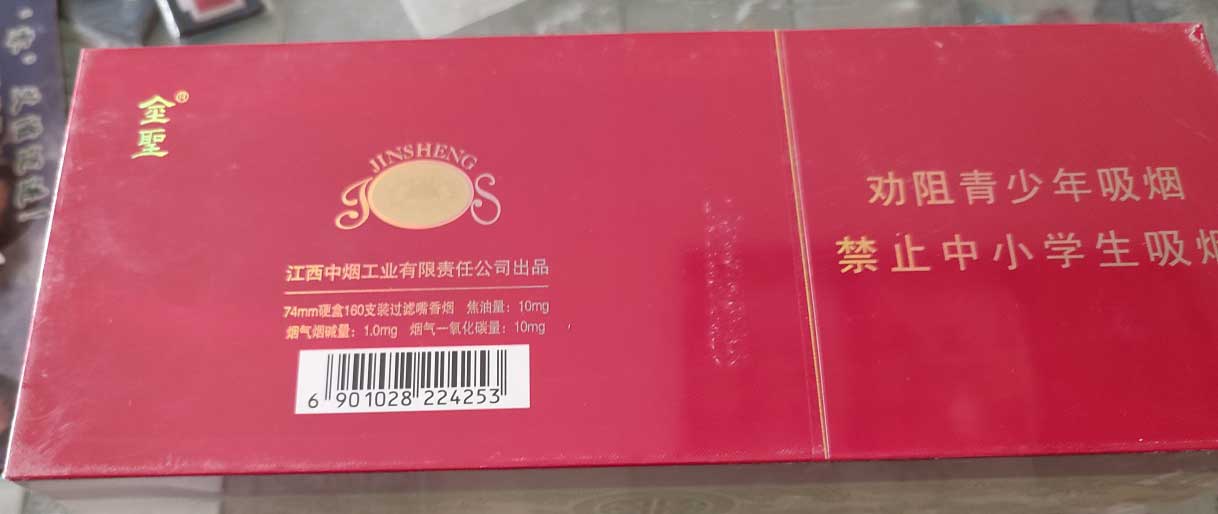 金®
聖
JINSHENG
JS
江西中烟工业有限责任公司出品
74mm硬盒160支装过滤嘴香烟 焦油量：10mg
烟气烟碱量：1.0mg 烟气一氧化碳量：10mg
6 901028 224253
劝阻青少年吸烟
禁止中小学生吸烟